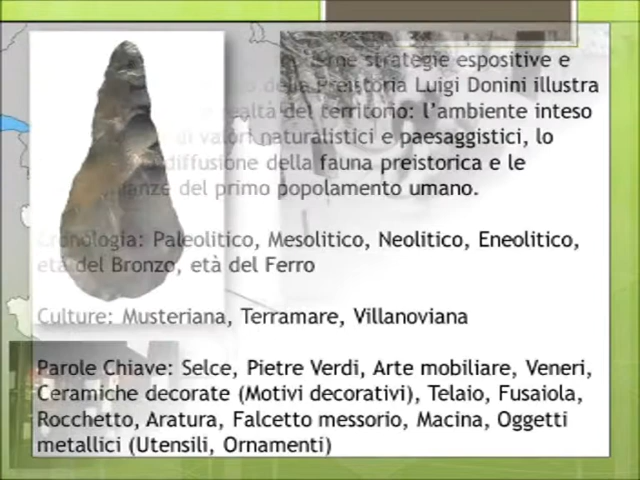 strategie espositive e
della Preistoria Luigi Donini illustra
realtà del territorio: l’ambiente inteso
di valori naturalistici e paesaggistici, lo
diffusione della fauna preistorica e le
del primo popolamento umano.
Cronologia: Paleolitico, Mesolitico, Neolitico, Eneolitico,
età del Bronzo, età del Ferro
Culture: Musteriana, Terramare, Villanoviana
Parole Chiave: Selce, Pietre Verdi, Arte mobiliare, Veneri,
Ceramiche decorate (Motivi decorativi), Telaio, Fusaiola,
Rocchetto, Aratura, Falcetto messorio, Macina, Oggetti
metallici (Utensili, Ornamenti)